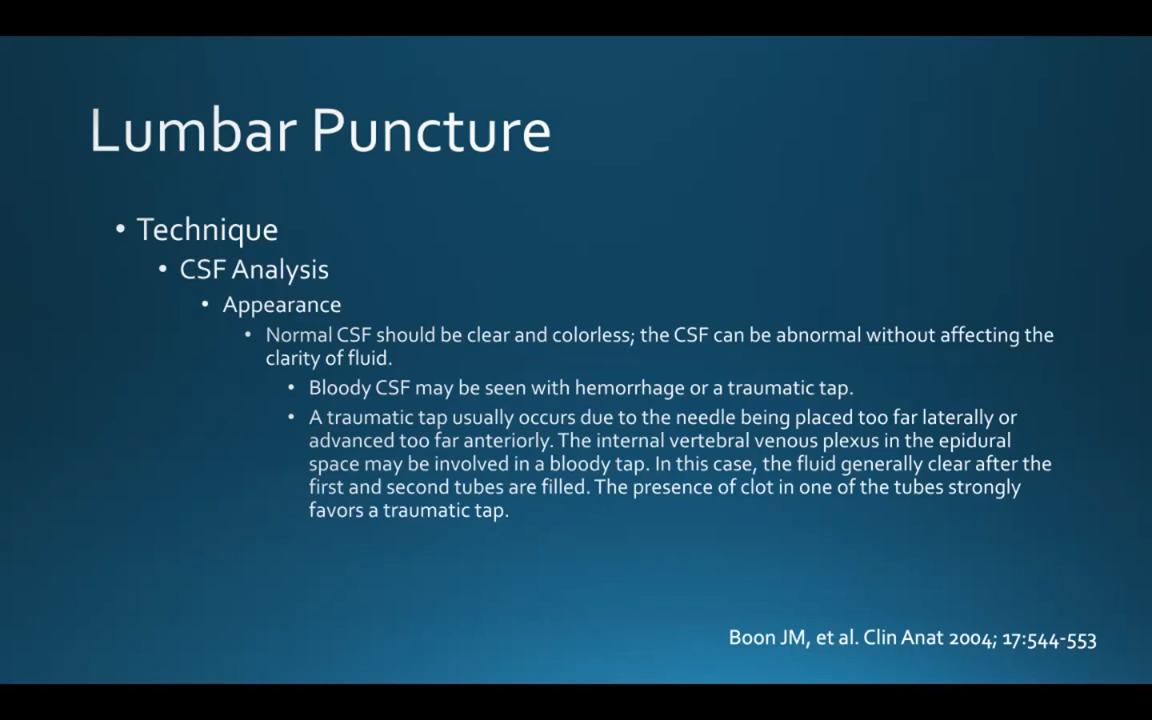 Lumbar Puncture
• Technique
• CSF Analysis
• Appearance
• Normal CSF should be clear and colorless; the CSF can be abnormal without affecting the
clarity of fluid.
• Bloody CSF may be seen with hemorrhage or a traumatic tap.
• A traumatic tap usually occurs due to the needle being placed too far laterally or
advanced too far anteriorly. The internal vertebral venous plexus in the epidural
space may be involved in a bloody tap. In this case, the fluid generally clear after the
first and second tubes are filled. The presence of clot in one of the tubes strongly
favors a traumatic tap.
Boon JM, et al. Clin Anat 2004; 17:544-553